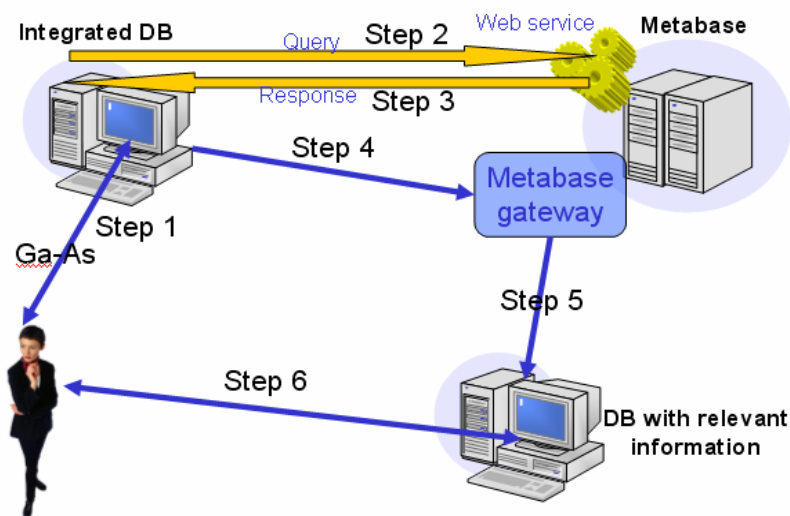 Integrated DB
Query
Step 2
Web service
Metabase
Response
Step 3
Step 4
Metabase
gateway
Step 1
Ga-As
Step 5
Step 6
DB with relevant
information